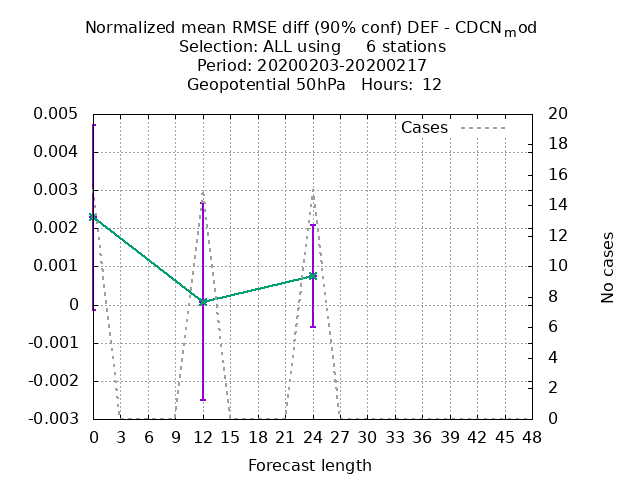 Normalized mean RMSE diff (90% conf) DEF - CDCNmod
Selection: ALL using     6 stations
Period: 20200203-20200217
Geopotential 50hPa   Hours:  12
Cases
0.005
0.004
0.003
0.002
0.001
0
-0.001
-0.002
-0.003
20
18
16
14
12
10
8
6
4
2
0
No cases
0 3 6 9 12 15 18 21 24 27 30 33 36 39 42 45 48
Forecast length